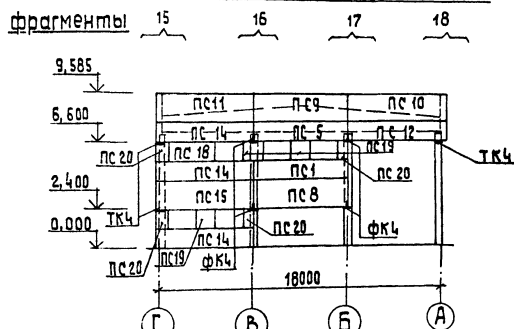 фрагменты 15 16 17 18
9,585
ПС11 ПС9 ПС10
6,600
ПС 14 ПС 5 ПС 12
ПС 20 ПС 18 ПС19 ТК4
ПС 14 ПС1 ПС 20
2,400
ПС15 ПС 8
ТК4
0,000
ПС 14 ПС 20 ФК4
ПС 20 ПС19 ФК4
18000
Г В Б А